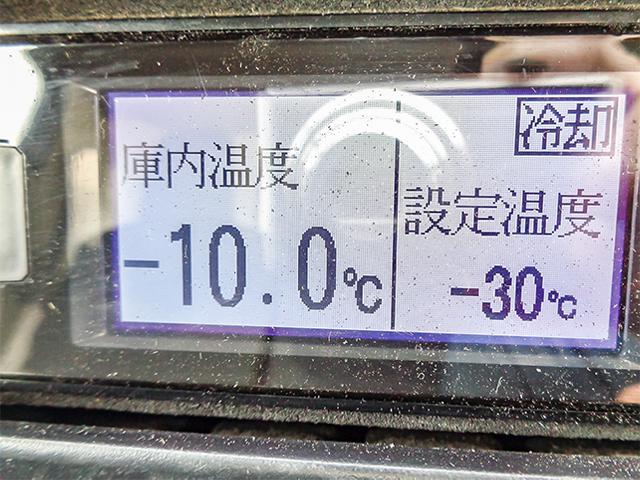 冷却
庫内温度
設定温度
-10.0℃
-30℃